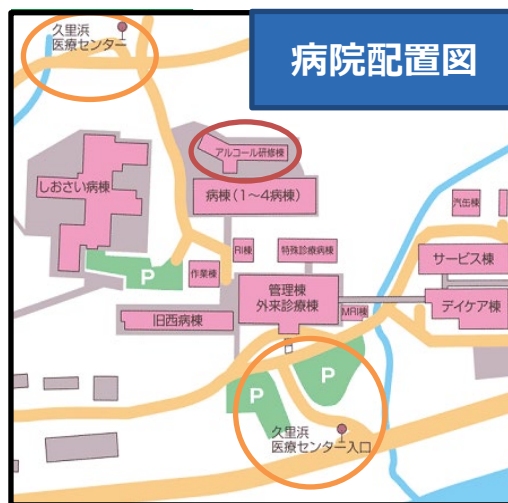 久里浜
医療センター
病院配置図
アルコール研修棟
しおさい病棟
病棟(1〜4病棟)
汽缶棟
RI棟
特殊診療病棟
サービス棟
P
作業棟
管理棟
外来診療棟
デイケア棟
旧西病棟
MRI棟
P
P
久里浜
医療センター入口